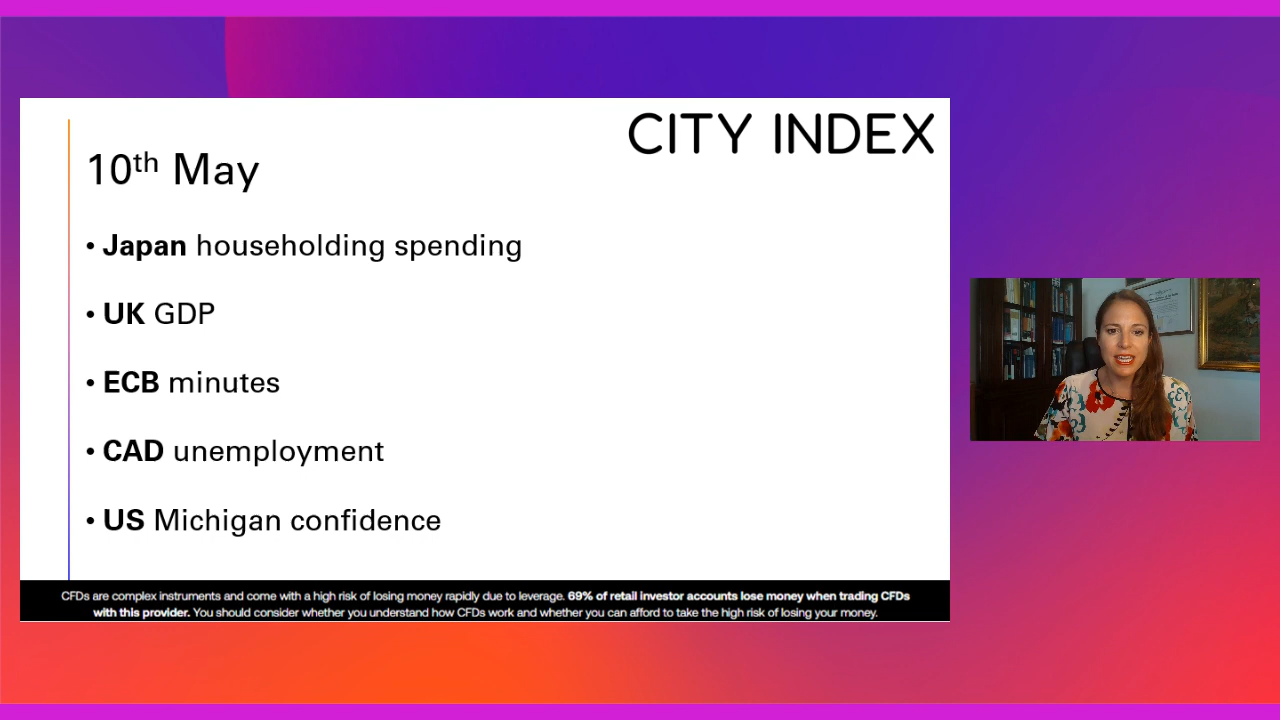 CITY INDEX
10th May
• Japan householding spending
• UK GDP
• ECB minutes
• CAD unemployment
• US Michigan confidence
CFDs are complex instruments and come with a high risk of losing money rapidly due to leverage. 69% of retail investor accounts lose money when trading CFDs
with this provider. You should consider whether you understand how CFDs work and whether you can afford to take the high risk of losing your money.